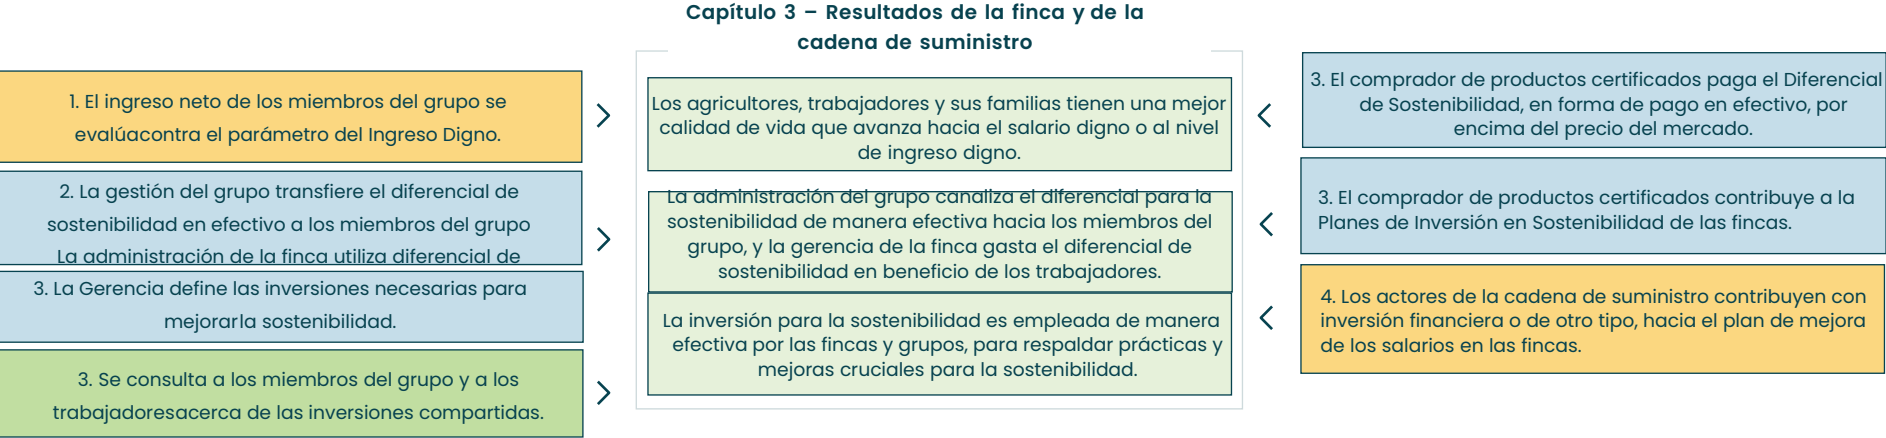 Capítulo 3 – Resultados de la finca y de la
cadena de suministro
1. El ingreso neto de los miembros del grupo se
evalúacontra el parámetro del Ingreso Digno.
2. La gestión del grupo transfiere el diferencial de
sostenibilidad en efectivo a los miembros del grupo
La administración de la finca utiliza diferencial de
3. La Gerencia define las inversiones necesarias para
mejorarla sostenibilidad.
3. Se consulta a los miembros del grupo y a los
trabajadoresacerca de las inversiones compartidas.
Los agricultores, trabajadores y sus familias tienen una mejor
calidad de vida que avanza hacia el salario digno o al nivel
de ingreso digno.
La administración del grupo canaliza el diferencial para la
sostenibilidad de manera efectiva hacia los miembros del
grupo, y la gerencia de la finca gasta el diferencial de
sostenibilidad en beneficio de los trabajadores.
La inversión para la sostenibilidad es empleada de manera
efectiva por las fincas y grupos, para respaldar prácticas y
mejoras cruciales para la sostenibilidad.
3. El comprador de productos certificados paga el Diferencial
de Sostenibilidad, en forma de pago en efectivo, por
encima del precio del mercado.
3. El comprador de productos certificados contribuye a la
Planes de Inversión en Sostenibilidad de las fincas.
4. Los actores de la cadena de suministro contribuyen con
inversión financiera o de otro tipo, hacia el plan de mejora
de los salarios en las fincas.